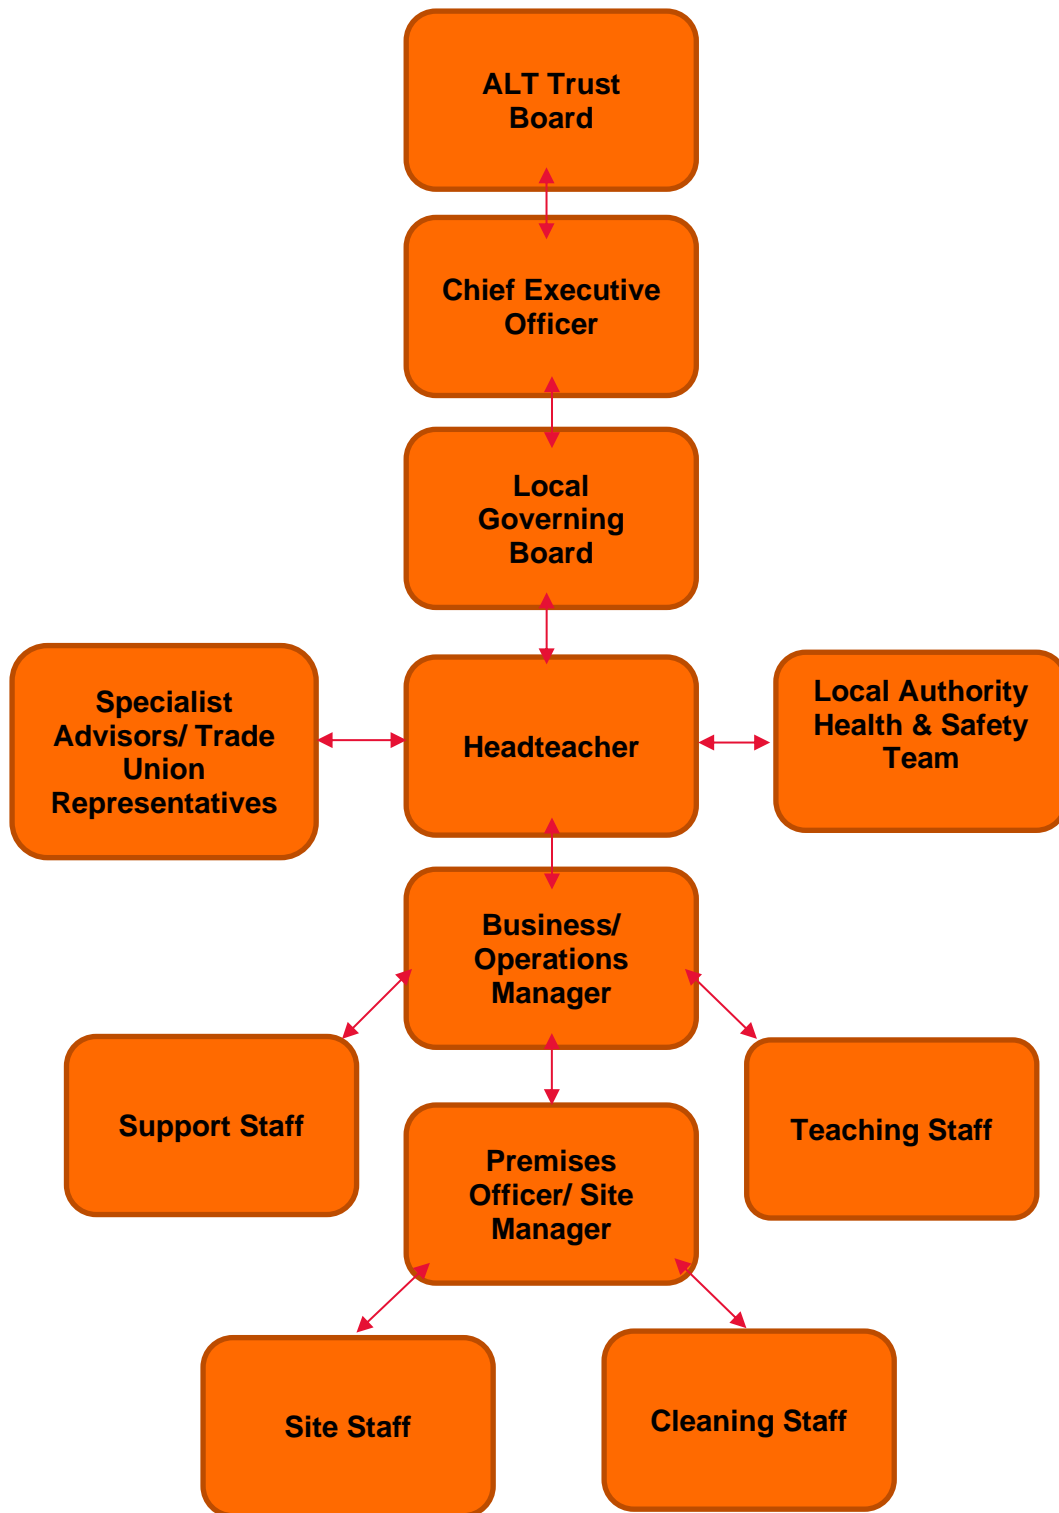 ALT Trust
Board
Chief Executive
Officer
Local
Governing
Board
Specialist
Advisors/ Trade
Union
Representatives
Headteacher
Local Authority
Health & Safety
Team
Business/
Operations
Manager
Support Staff
Teaching Staff
Premises
Officer/ Site
Manager
Site Staff
Cleaning Staff